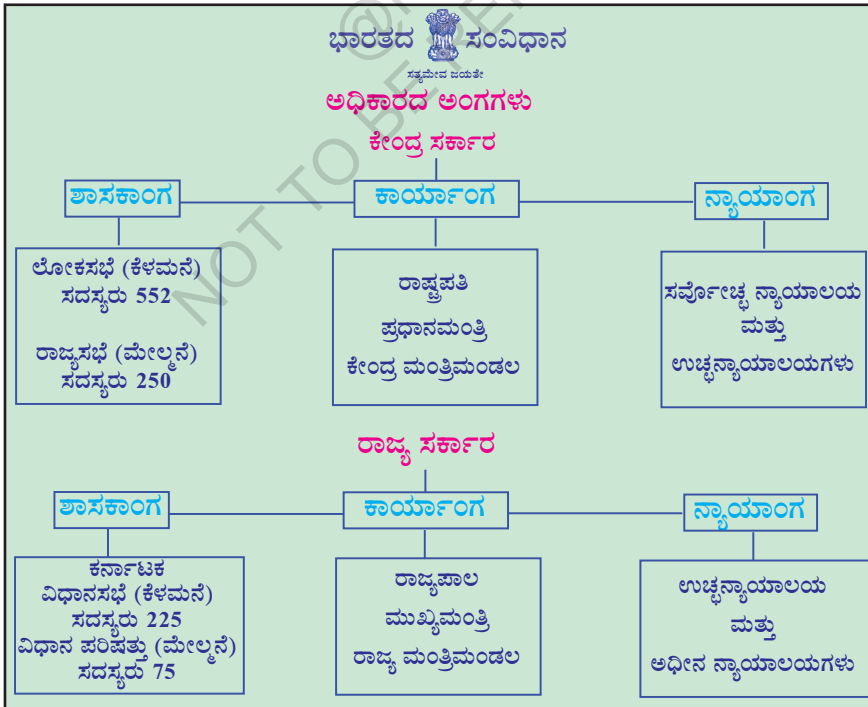 ಭಾರತದ ಸಂವಿಧಾನ
ಸತ್ಯಮೇವ ಜಯತೇ
ಅಧಿಕಾರದ ಅಂಗಗಳು
ಕೇಂದ್ರ ಸರ್ಕಾರ
ಶಾಸಕಾಂಗ
ಕಾರ್ಯಾಂಗ
ನ್ಯಾಯಾಂಗ
ಲೋಕಸಭೆ (ಕೆಳಮನೆ)
ಸದಸ್ಯರು 552
ರಾಜ್ಯಸಭೆ (ಮೇಲ್ಮನೆ)
ಸದಸ್ಯರು 250
ರಾಷ್ಟ್ರಪತಿ
ಪ್ರಧಾನಮಂತ್ರಿ
ಕೇಂದ್ರ ಮಂತ್ರಿಮಂಡಲ
ಸರ್ವೋಚ್ಛ ನ್ಯಾಯಾಲಯ
ಮತ್ತು
ಉಚ್ಛನ್ಯಾಯಾಲಯಗಳು
ರಾಜ್ಯ ಸರ್ಕಾರ
ಶಾಸಕಾಂಗ
ಕಾರ್ಯಾಂಗ
ನ್ಯಾಯಾಂಗ
ಕರ್ನಾಟಕ
ವಿಧಾನಸಭೆ (ಕೆಳಮನೆ)
ಸದಸ್ಯರು 225
ವಿಧಾನ ಪರಿಷತ್ತು (ಮೇಲ್ಮನೆ)
ಸದಸ್ಯರು 75
ರಾಜ್ಯಪಾಲ
ಮುಖ್ಯಮಂತ್ರಿ
ರಾಜ್ಯ ಮಂತ್ರಿಮಂಡಲ
ಉಚ್ಛನ್ಯಾಯಾಲಯ
ಮತ್ತು
ಅಧೀನ ನ್ಯಾಯಾಲಯಗಳು
NOT TO BE